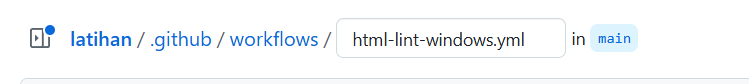 latihan / .github / workflows / html-lint-windows.yml in main